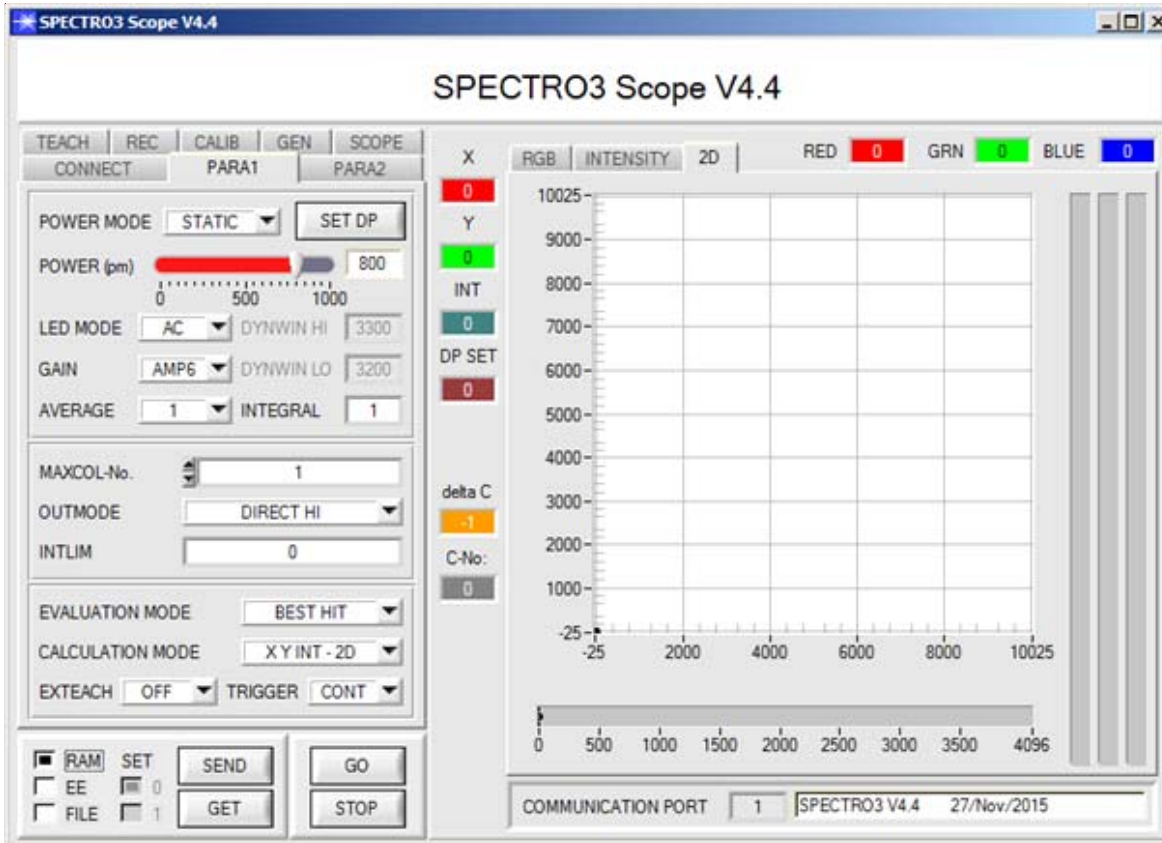 SPECTRO3 Scope V4.4
SPECTRO3 Scope V4.4
TEACH REC CALIB GEN SCOPE
CONNECT PARA1 PARA2
POWER MODE STATIC SET DP
POWER (pm) 800
0 500 1000
LED MODE AC DYNWIN HI 3300
GAIN AMP6 DYNWIN LO 3200
AVERAGE 1 INTEGRAL 1
MAXCOL-No. 1
OUTMODE DIRECT HI
INTLIM 0
EVALUATION MODE BEST HIT
CALCULATION MODE X Y INT - 2D
EXTEACH OFF TRIGGER CONT
RAM SET SEND GO
EE 0
FILE 1 GET STOP
X
0
Y
0
INT
0
DP SET
0
delta C
-1
C-No:
0
RGB INTENSITY 2D RED 0 GRN 0 BLUE 0
10025
9000
8000
7000
6000
5000
4000
3000
2000
1000
-25
-25 2000 4000 6000 8000 10025
0 500 1000 1500 2000 2500 3000 3500 4096
COMMUNICATION PORT 1 SPECTRO3 V4.4 27/Nov/2015